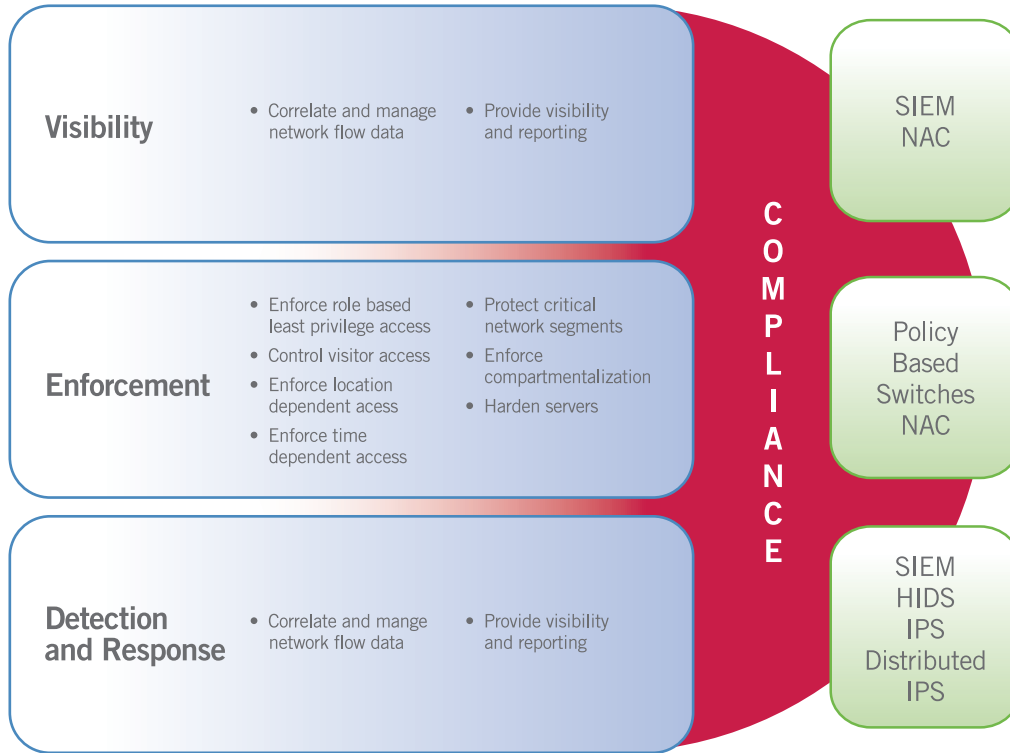 Visibility
• Correlate and manage
network flow data
• Provide visibility
and reporting
SIEM
NAC
Enforcement
• Enforce role based
least privilege access
• Control visitor access
• Enforce location
dependent acess
• Enforce time
dependent access
• Protect critical
network segments
• Enforce
compartmentalization
• Harden servers
COMPLIANCE
Policy
Based
Switches
NAC
Detection
and Response
• Correlate and mange
network flow data
• Provide visibility
and reporting
SIEM
HIDS
IPS
Distributed
IPS